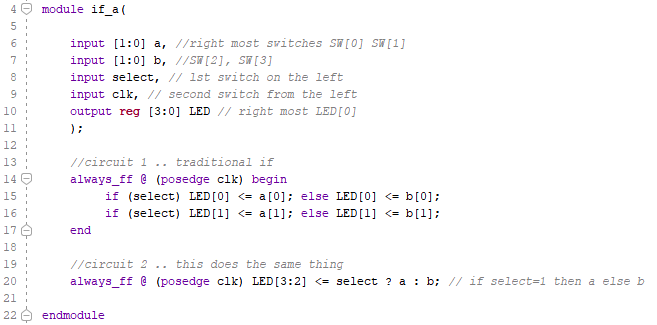 4 module if_a(
5
6 input [1:0] a, //right most switches SW[0] SW[1]
7 input [1:0] b, //SW[2], SW[3]
8 input select, // 1st switch on the left
9 input clk, // second switch from the left
10 output reg [3:0] LED // right most LED[0]
11 );
12
13 //circuit 1 .. traditional if
14 always_ff @ (posedge clk) begin
15 if (select) LED[0] <= a[0]; else LED[0] <= b[0];
16 if (select) LED[1] <= a[1]; else LED[1] <= b[1];
17 end
18
19 //circuit 2 .. this does the same thing
20 always_ff @ (posedge clk) LED[3:2] <= select ? a : b; // if select=1 then a else b
21
22 endmodule